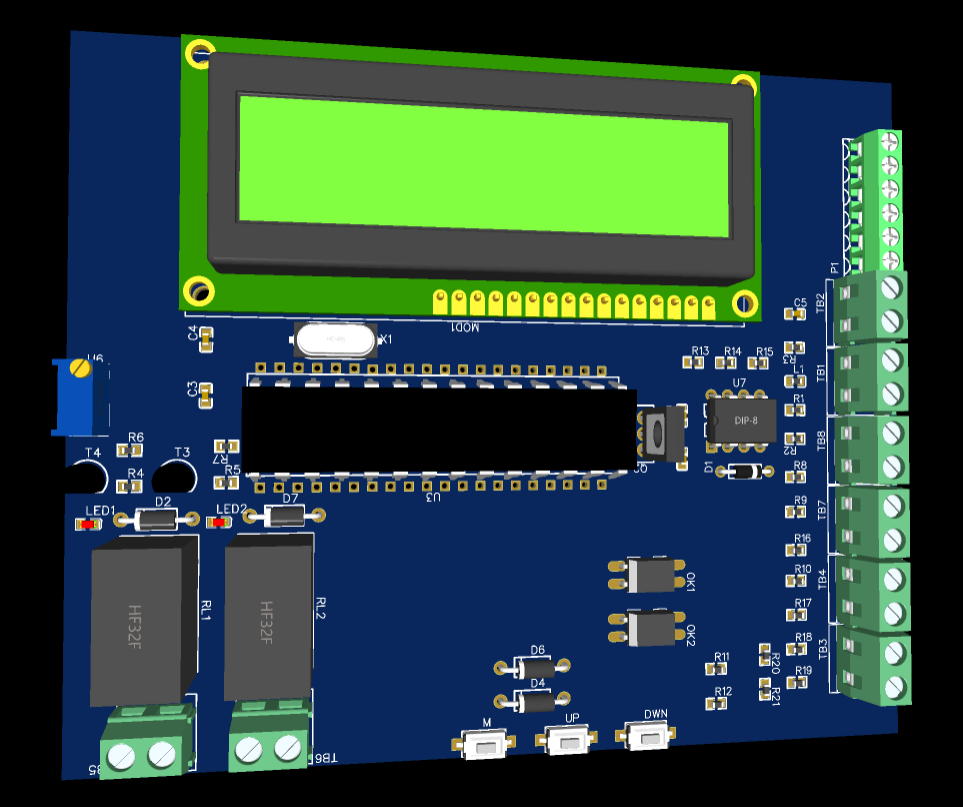 P1
MOD1
C4
X1
C5
TB2
R13
R14
R15
R3
TB1
C3
U7
R1
DIP-8
R2
TB8
R6
R7
T4
T3
R4
R5
D1
R8
LED1
D2
LED2
D7
U3
R9
TB7
R16
HF32F
RL1
HF32F
RL2
OK1
R10
TB4
R17
OK2
R18
TB3
D6
R11
R20
R19
D4
R12
R21
M
UP
DWN
TB6